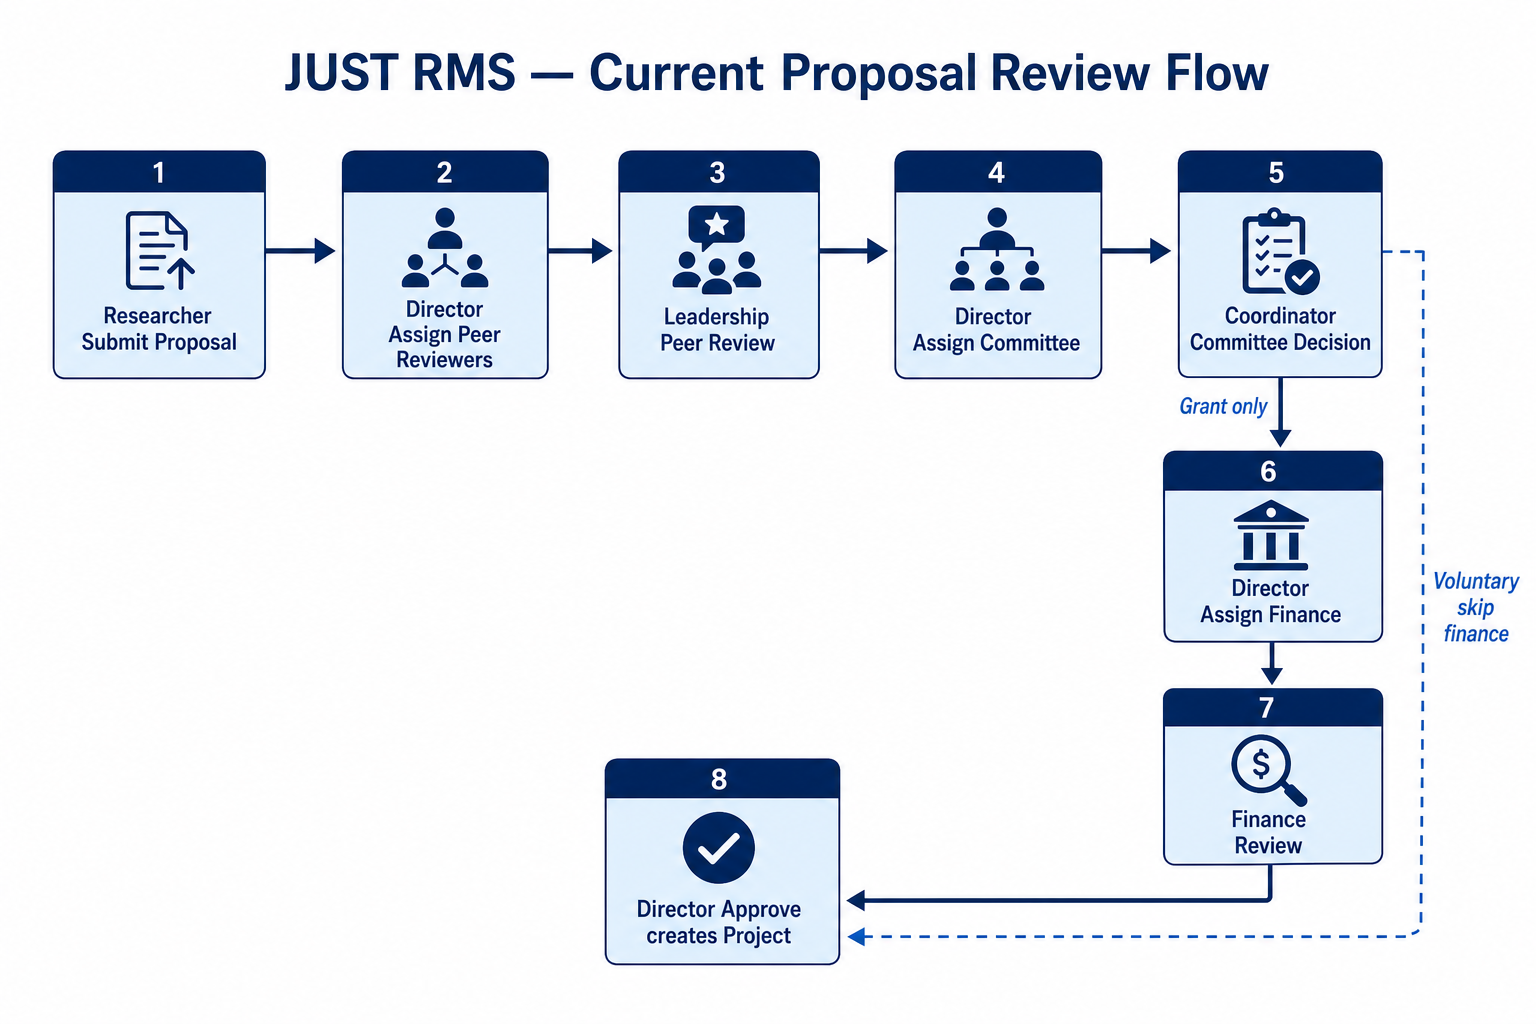 JUST RMS — Current Proposal Review Flow
1
Researcher
Submit Proposal
2
Director
Assign Peer
Reviewers
3
Leadership
Peer Review
4
Director
Assign Committee
5
Coordinator
Committee Decision
Grant only
6
Director
Assign Finance
Voluntary
skip
finance
7
$
Finance
Review
8
Director Approve
creates Project